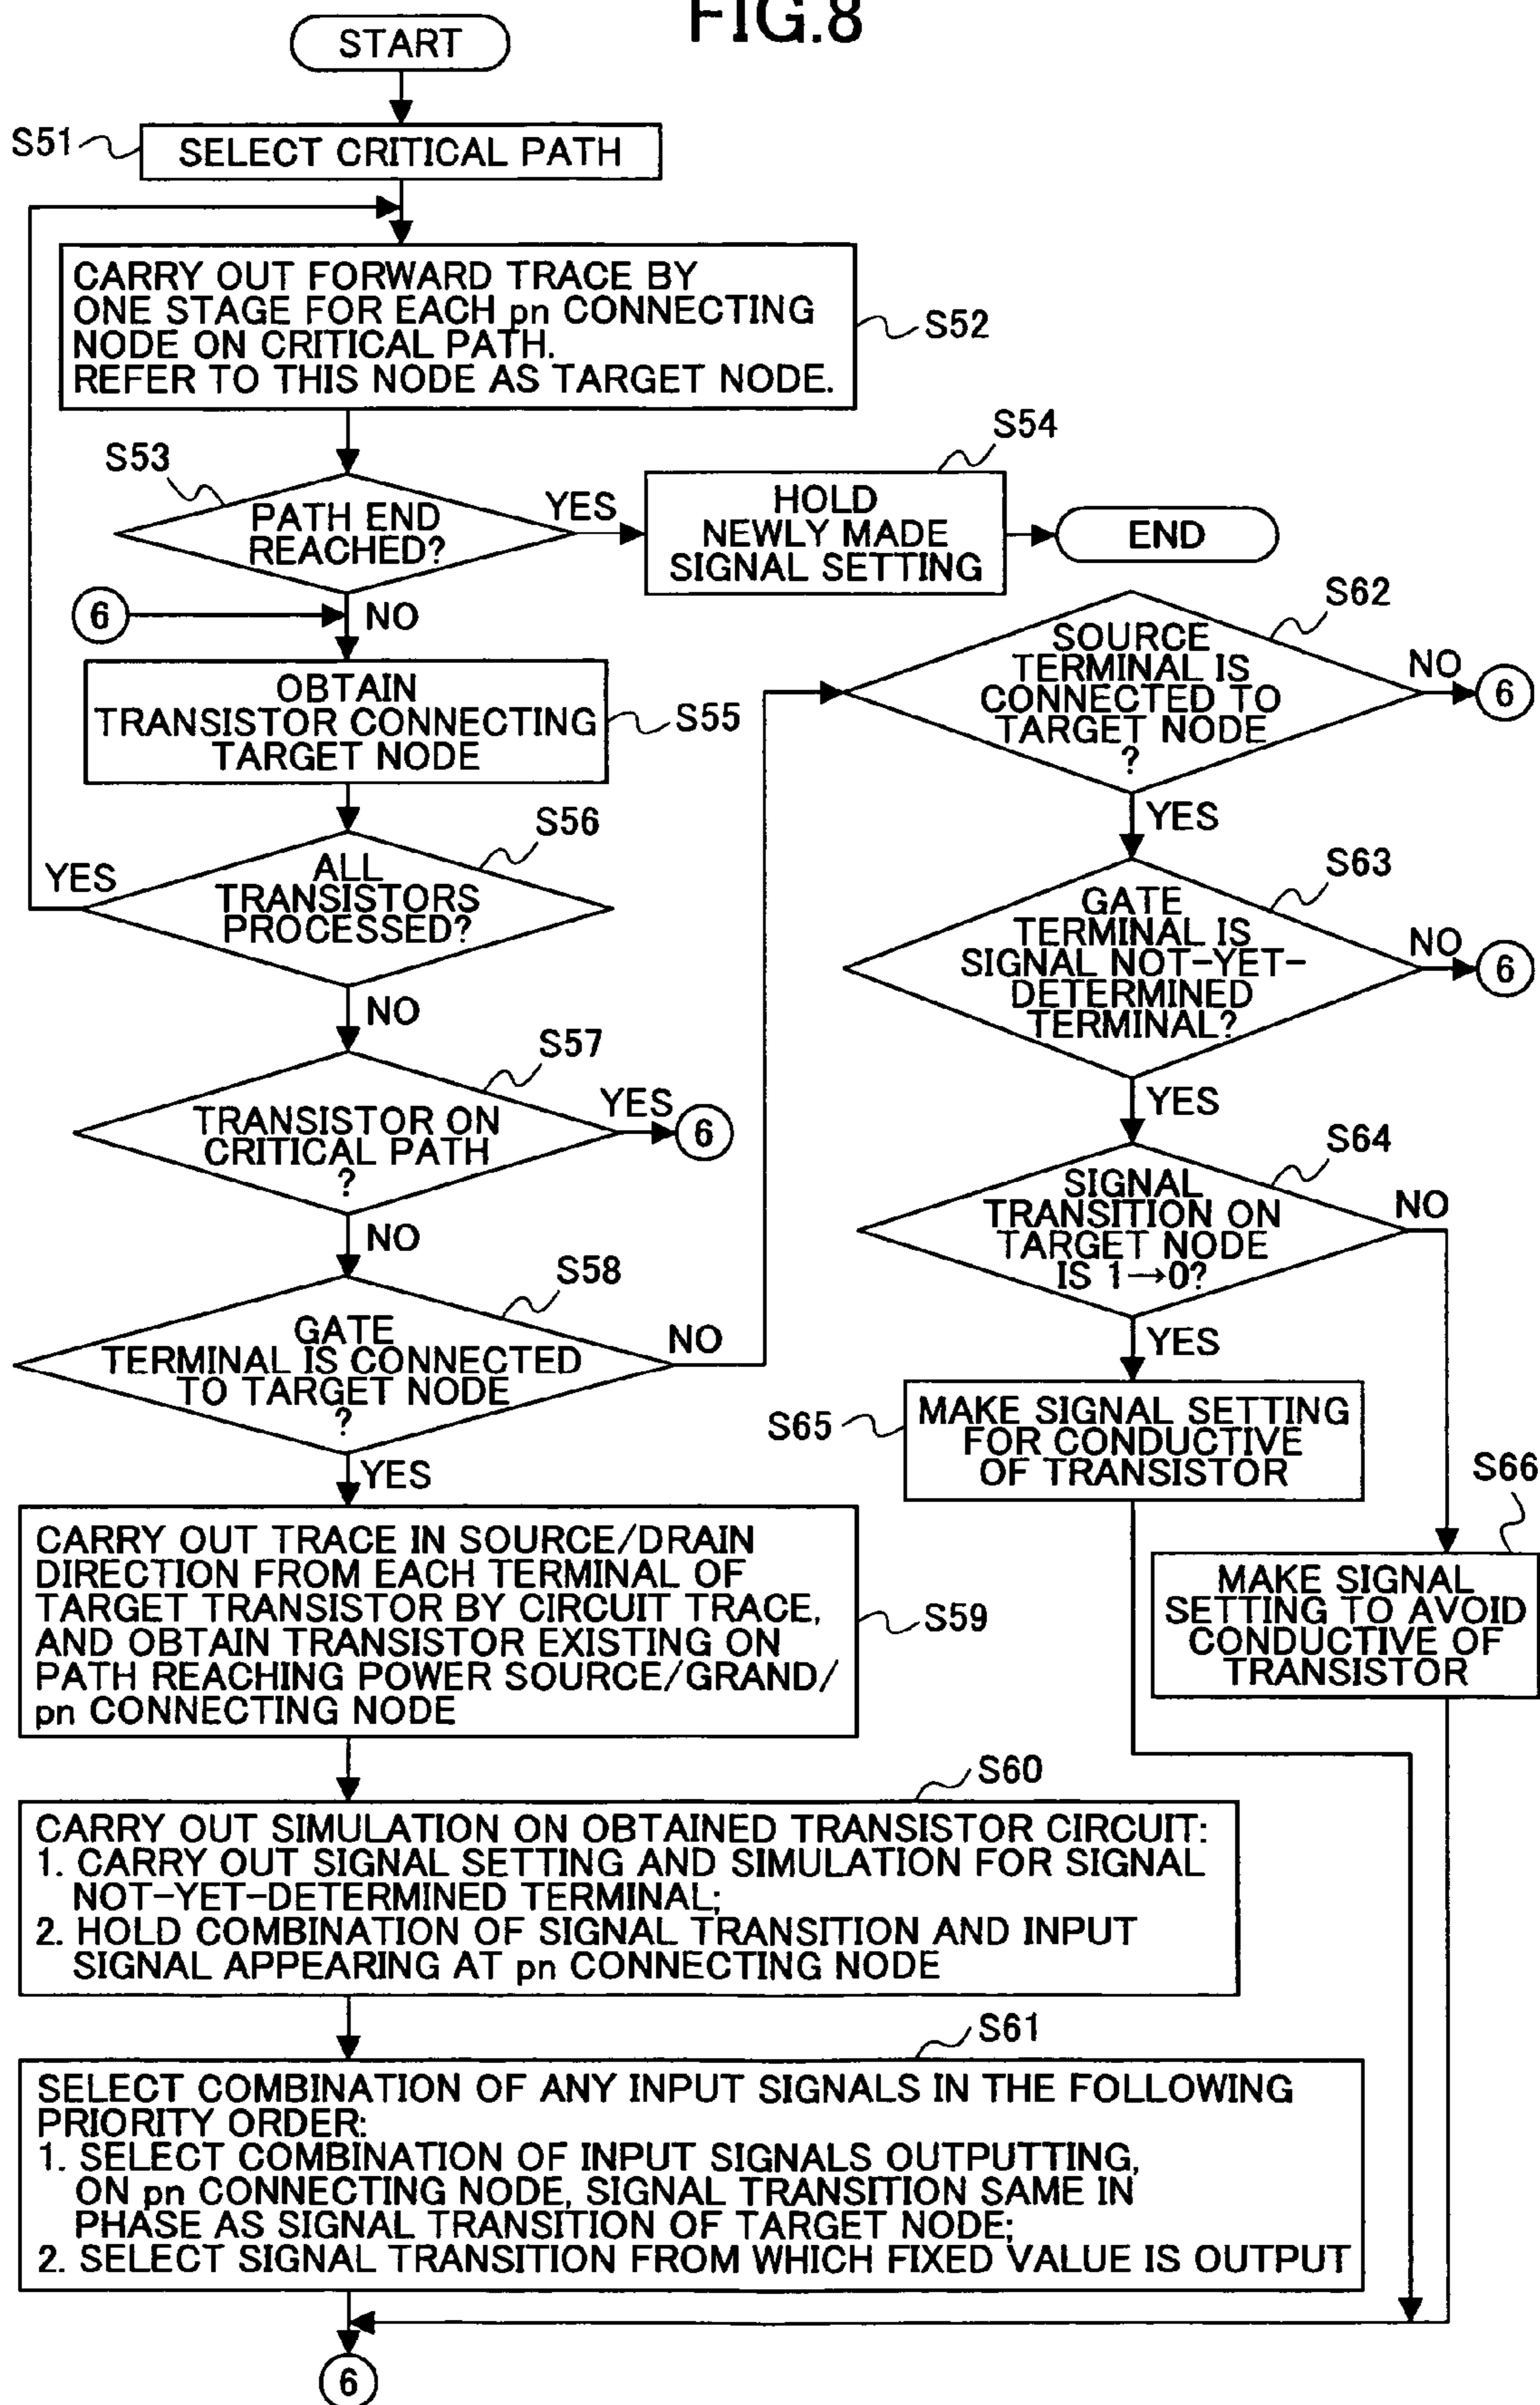 FIG.8
START
S51
SELECT CRITICAL PATH
CARRY OUT FORWARD TRACE BY
ONE STAGE FOR EACH pn CONNECTING
NODE ON CRITICAL PATH.
REFER TO THIS NODE AS TARGET NODE.
S52
S53
PATH END
REACHED?
YES
S54
HOLD
NEWLY MADE
SIGNAL SETTING
END
6
NO
OBTAIN
TRANSISTOR CONNECTING
TARGET NODE
S55
S56
ALL
TRANSISTORS
PROCESSED?
YES
NO
S57
TRANSISTOR ON
CRITICAL PATH
?
YES
6
NO
S58
GATE
TERMINAL IS CONNECTED
TO TARGET NODE
?
NO
YES
CARRY OUT TRACE IN SOURCE/DRAIN
DIRECTION FROM EACH TERMINAL OF
TARGET TRANSISTOR BY CIRCUIT TRACE,
AND OBTAIN TRANSISTOR EXISTING ON
PATH REACHING POWER SOURCE/GRAND/
pn CONNECTING NODE
S59
S62
SOURCE
TERMINAL IS
CONNECTED TO
TARGET NODE
?
NO
6
YES
S63
GATE
TERMINAL IS
SIGNAL NOT-YET-
DETERMINED
TERMINAL?
NO
6
YES
S64
SIGNAL
TRANSITION ON
TARGET NODE
IS 1→0?
NO
YES
S65
MAKE SIGNAL SETTING
FOR CONDUCTIVE
OF TRANSISTOR
S66
MAKE SIGNAL
SETTING TO AVOID
CONDUCTIVE OF
TRANSISTOR
S60
CARRY OUT SIMULATION ON OBTAINED TRANSISTOR CIRCUIT:
1. CARRY OUT SIGNAL SETTING AND SIMULATION FOR SIGNAL
NOT-YET-DETERMINED TERMINAL;
2. HOLD COMBINATION OF SIGNAL TRANSITION AND INPUT
SIGNAL APPEARING AT pn CONNECTING NODE
S61
SELECT COMBINATION OF ANY INPUT SIGNALS IN THE FOLLOWING
PRIORITY ORDER:
1. SELECT COMBINATION OF INPUT SIGNALS OUTPUTTING,
ON pn CONNECTING NODE, SIGNAL TRANSITION SAME IN
PHASE AS SIGNAL TRANSITION OF TARGET NODE;
2. SELECT SIGNAL TRANSITION FROM WHICH FIXED VALUE IS OUTPUT
6